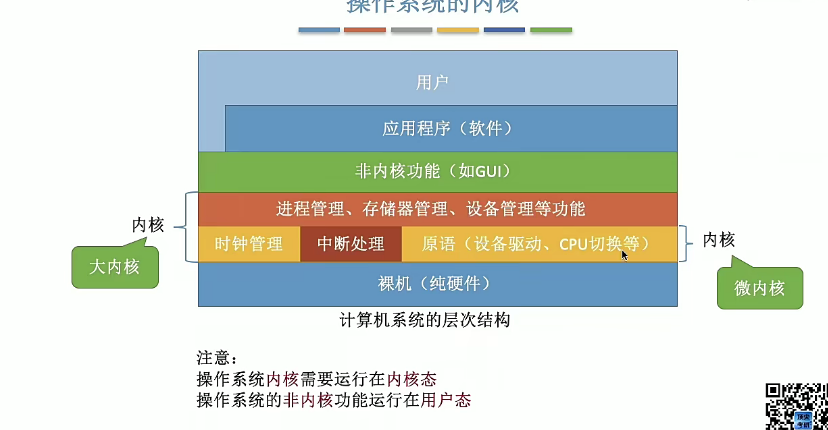 操作系统的内核
用户
应用程序（软件）
非内核功能（如GUI）
进程管理、存储器管理、设备管理等功能
内核
时钟管理
中断处理
原语（设备驱动、CPU切换等）
内核
大内核
裸机（纯硬件）
微内核
计算机系统的层次结构
注意：
操作系统内核需要运行在内核态
操作系统的非内核功能运行在用户态